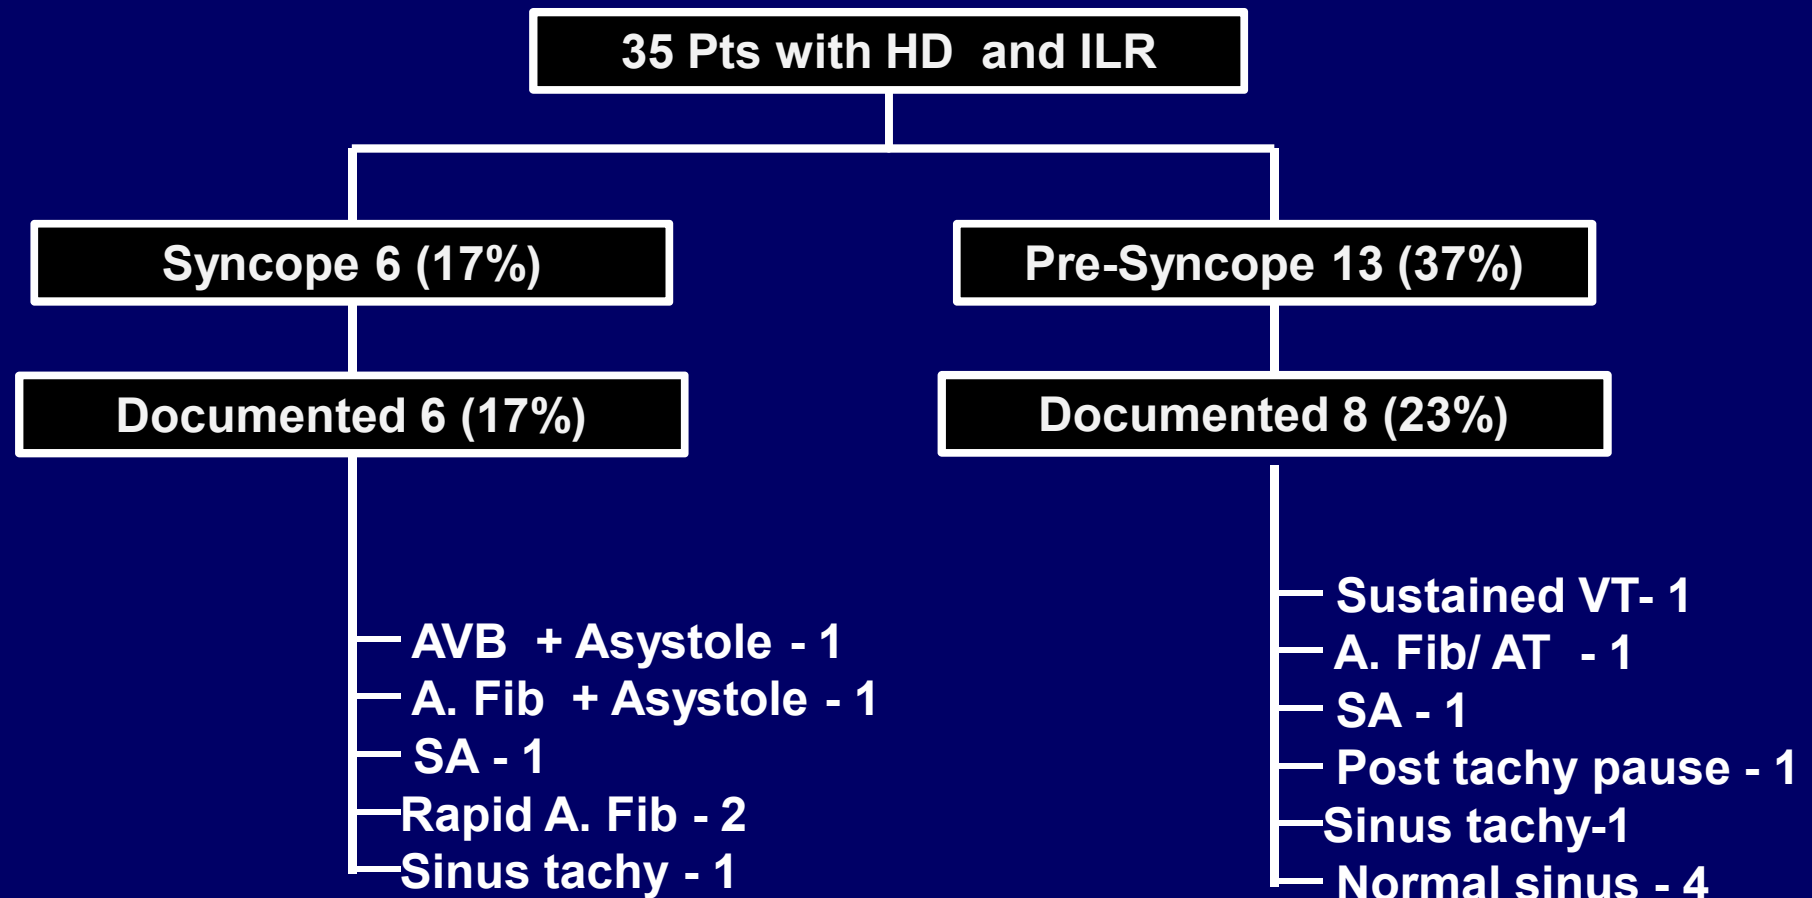 35 Pts with HD  and ILR
Syncope 6 (17%)
Pre-Syncope 13 (37%)
Documented 6 (17%)
Documented 8 (23%)
AVB  + Asystole - 1
A. Fib  + Asystole - 1
SA - 1
Rapid A. Fib - 2
Sinus tachy - 1
Sustained VT- 1
A. Fib/ AT  - 1
SA - 1
Post tachy pause - 1
Sinus tachy-1
Normal sinus - 4